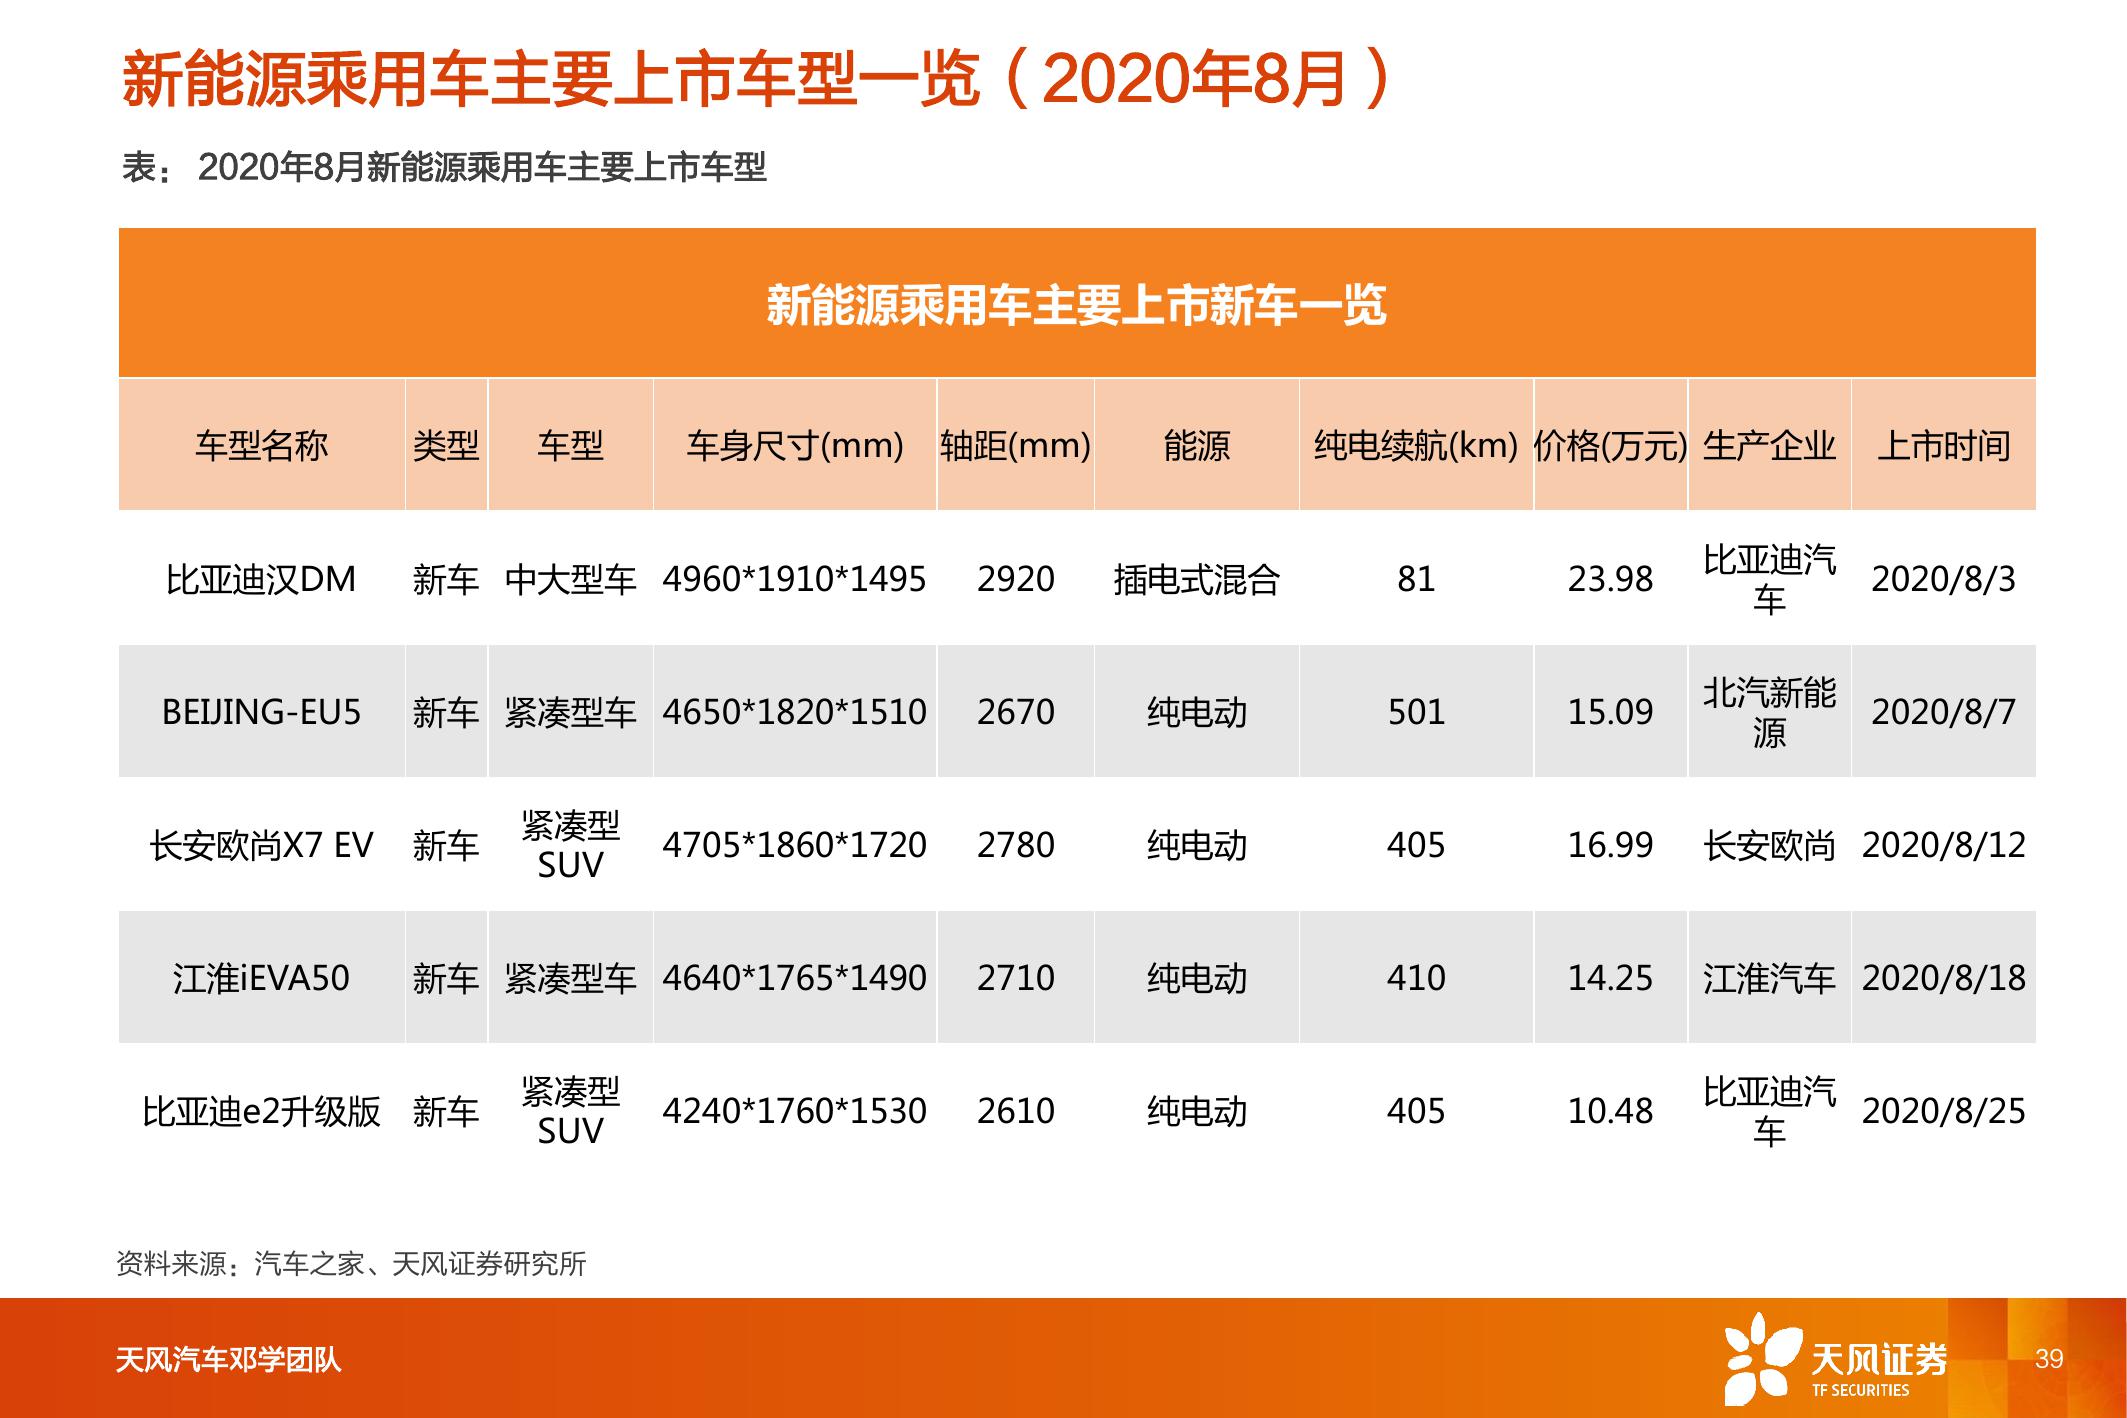 新能源乘用车主要上市车型一览（2020年8月）
表： 2020年8月新能源乘用车主要上市车型
新能源乘用车主要上市新车一览
车型名称 类型 车型 车身尺寸(mm) 轴距(mm) 能源 纯电续航(km) 价格(万元) 生产企业 上市时间
比亚迪汉DM 新车 中大型车 4960*1910*1495 2920 插电式混合 81 23.98 比亚迪汽车 2020/8/3
BEIJING-EU5 新车 紧凑型车 4650*1820*1510 2670 纯电动 501 15.09 北汽新能源 2020/8/7
长安欧尚X7 EV 新车 紧凑型SUV 4705*1860*1720 2780 纯电动 405 16.99 长安欧尚 2020/8/12
江淮iEVA50 新车 紧凑型车 4640*1765*1490 2710 纯电动 410 14.25 江淮汽车 2020/8/18
比亚迪e2升级版 新车 紧凑型SUV 4240*1760*1530 2610 纯电动 405 10.48 比亚迪汽车 2020/8/25
资料来源：汽车之家、天风证券研究所
天风汽车邓学团队
天风证券
TF SECURITIES
39